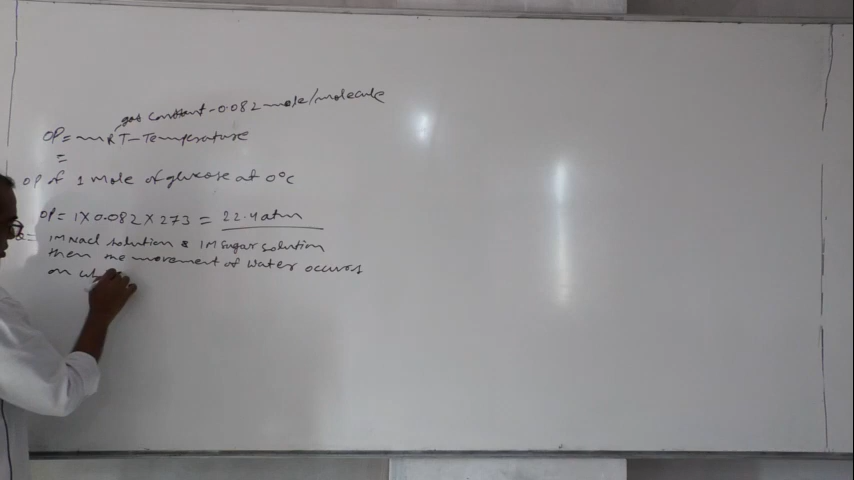 gas constant - 0.082 mole/molecule
OP = mRT - Temperature
=
OP of 1 mole of glucose at 0°C
OP = 1 X 0.082 X 273 = 22.4 atm
Q = 1M Nacl solution & 1M sugar solution
then the movement of water occurs
on wh